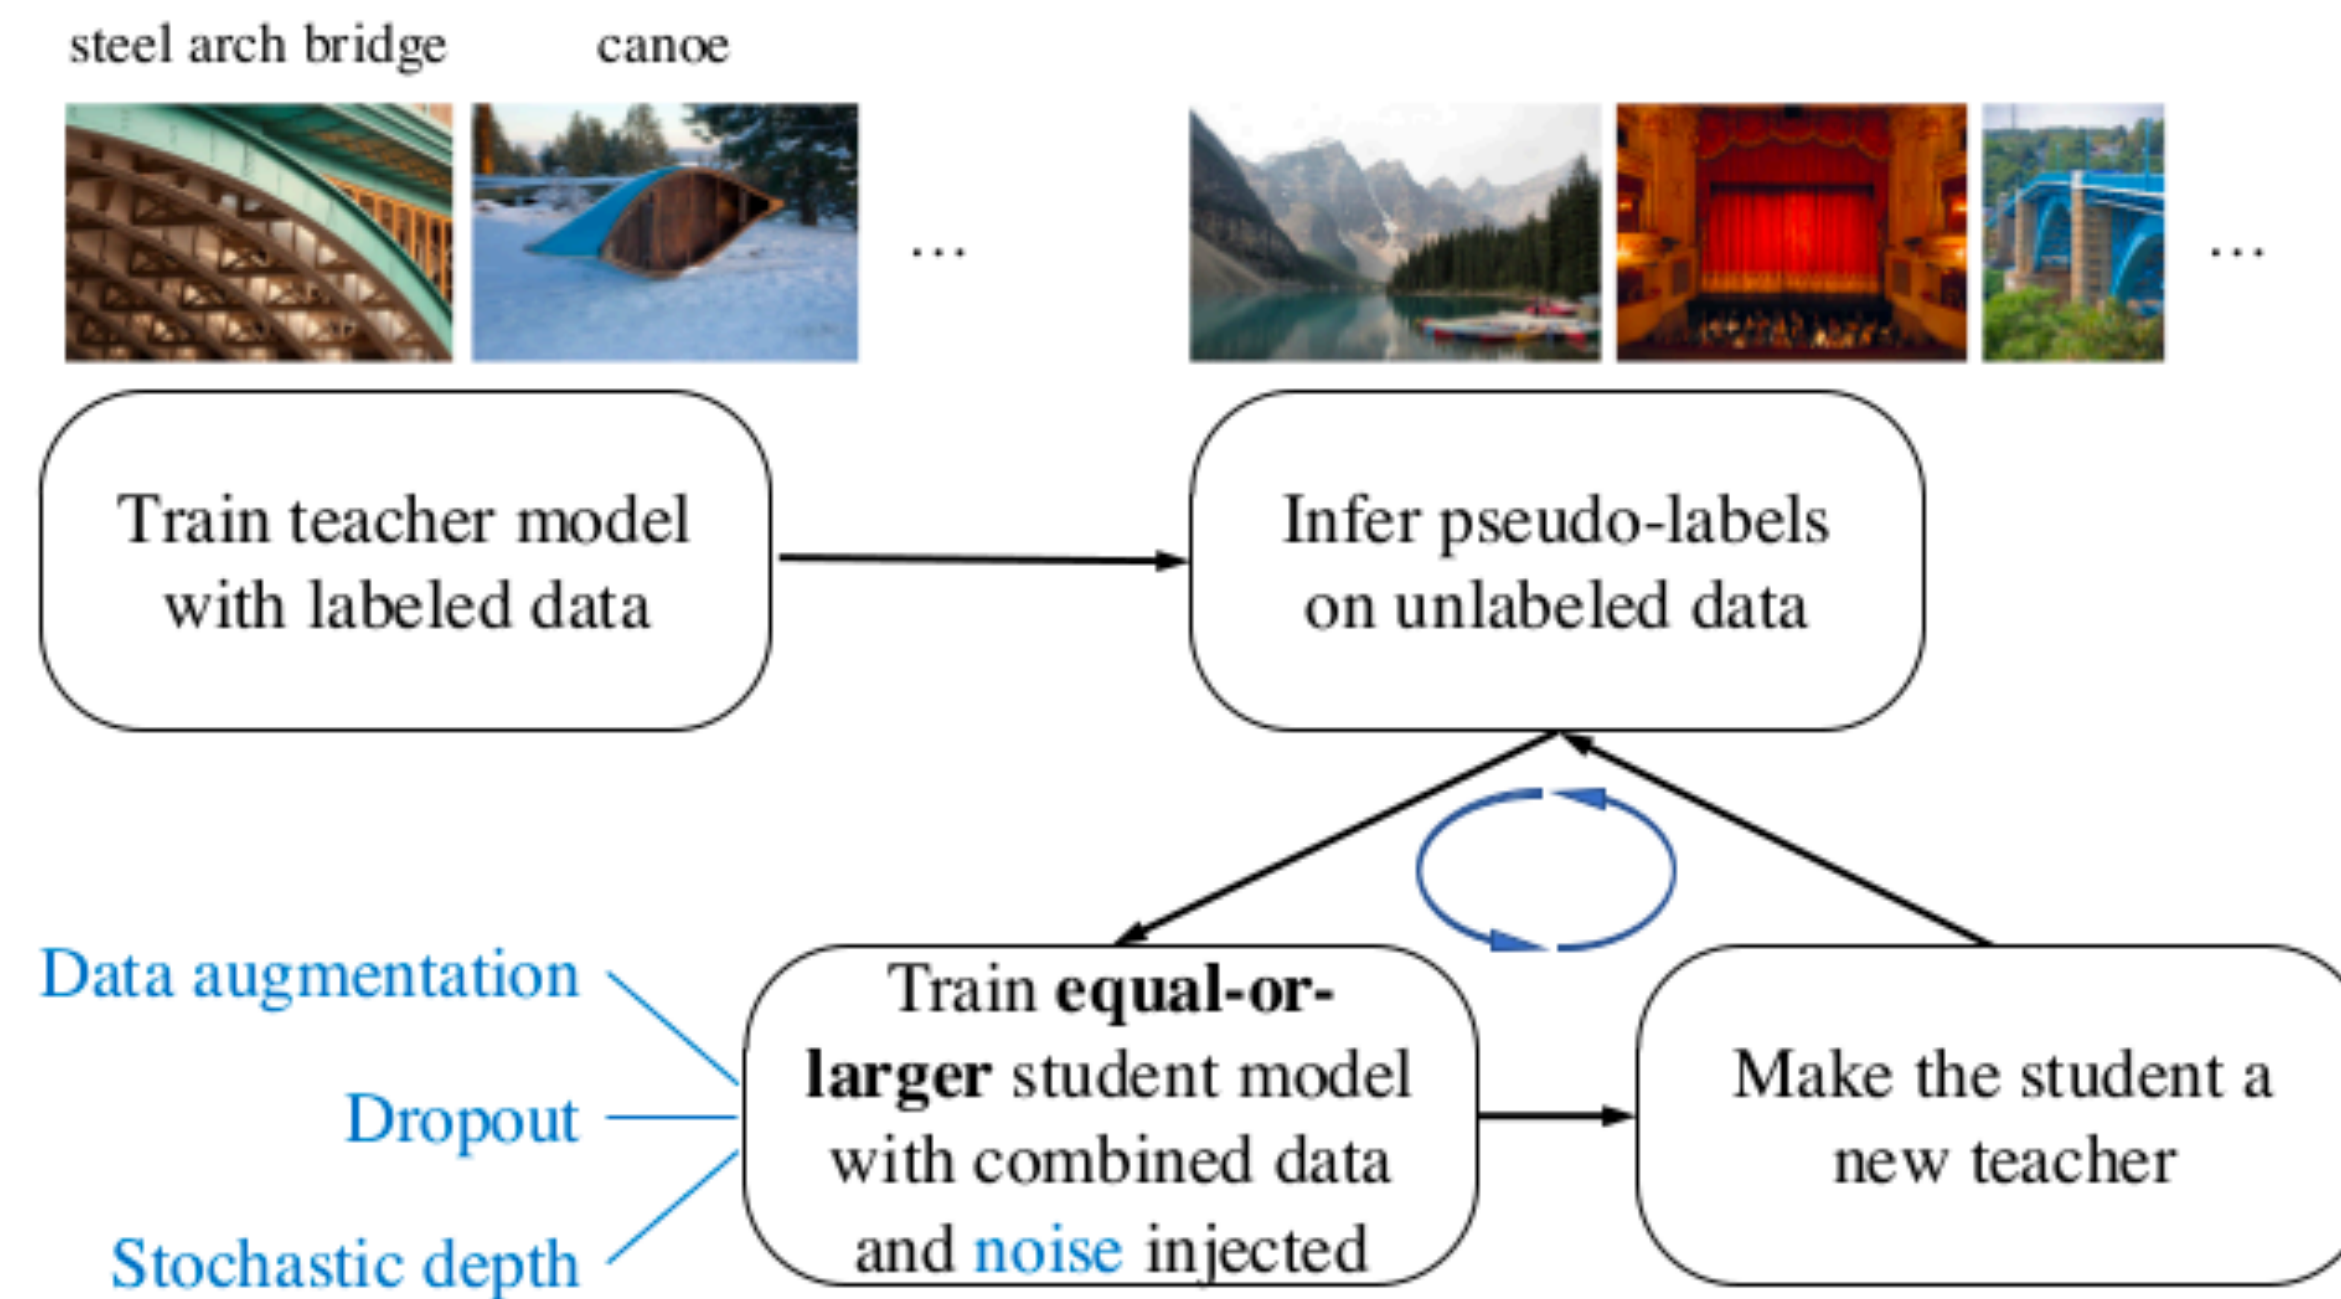 steel arch bridge
canoe
...
...
Train teacher model
with labeled data
Infer pseudo-labels
on unlabeled data
Data augmentation
Dropout
Stochastic depth
Train equal-or-
larger student model
with combined data
and noise injected
Make the student a
new teacher